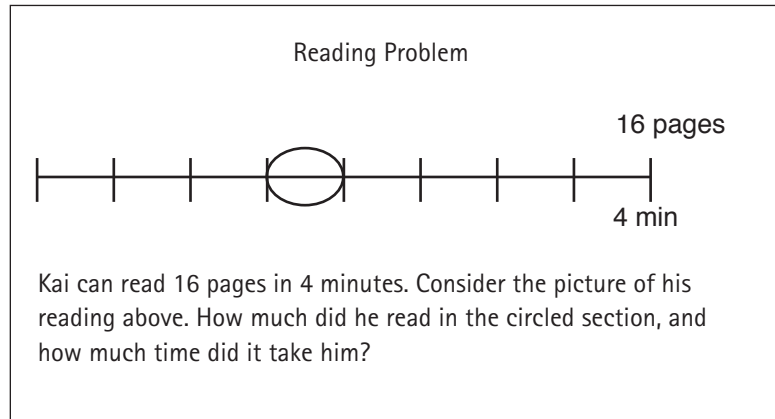 Reading Problem
16 pages
4 min
Kai can read 16 pages in 4 minutes. Consider the picture of his
reading above. How much did he read in the circled section, and
how much time did it take him?